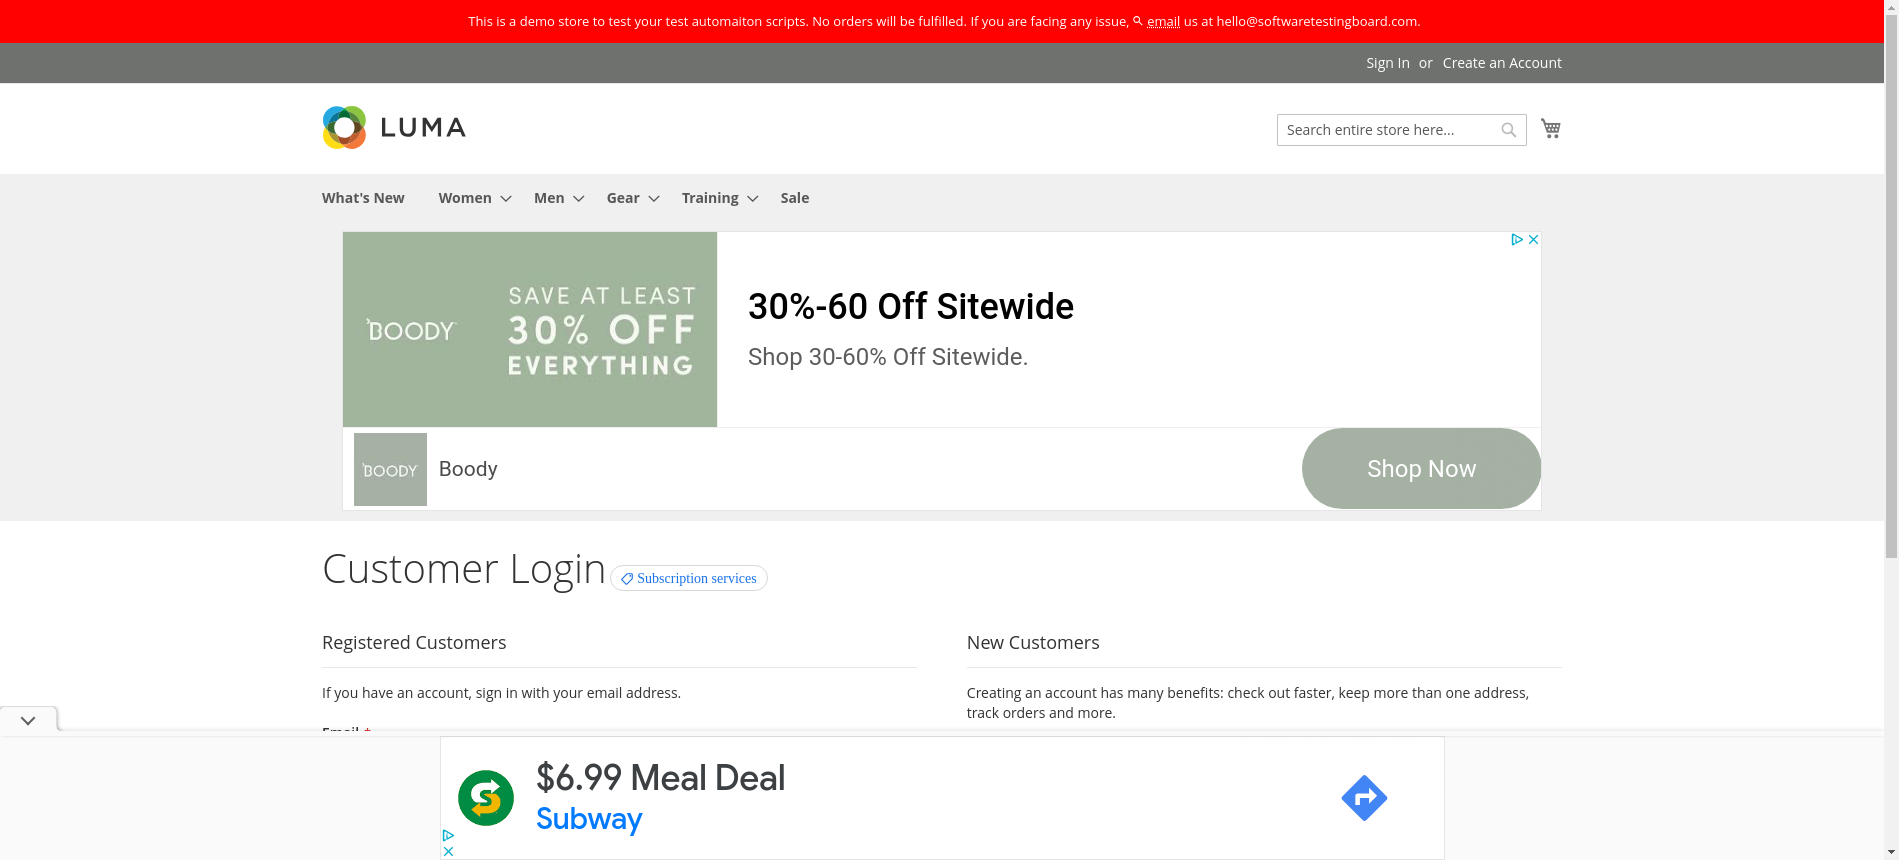 This is a demo store to test your test automaiton scripts. No orders will be fulfilled. If you are facing any issue, email us at hello@softwaretestingboard.com.
Sign In or Create an Account
LUMA
Search entire store here...
What's New Women Men Gear Training Sale
SAVE AT LEAST
BOODY
30% OFF
EVERYTHING
30%-60 Off Sitewide
Shop 30-60% Off Sitewide.
BOODY
Boody
Shop Now
Customer Login
Subscription services
Registered Customers
If you have an account, sign in with your email address.
Email *
New Customers
Creating an account has many benefits: check out faster, keep more than one address,
track orders and more.
$6.99 Meal Deal
Subway